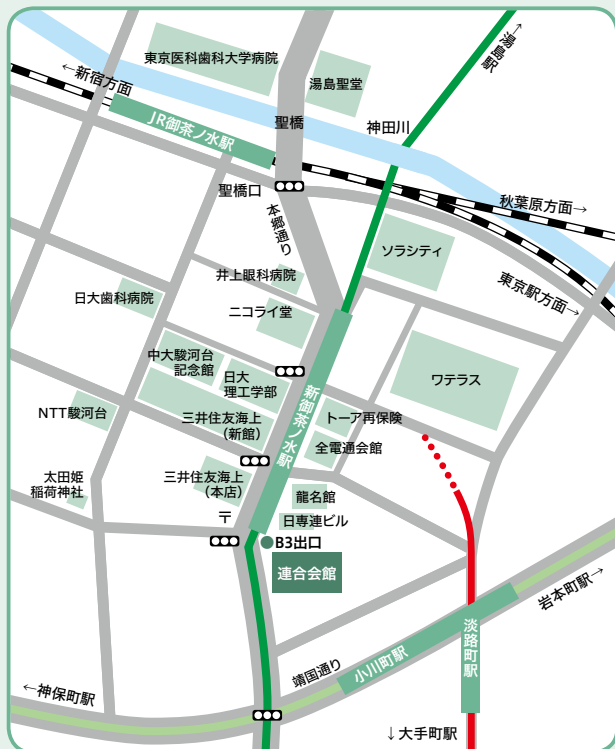 東京医科歯科大学病院
湯島聖堂
→湯島駅
←新宿方面
JR御茶ノ水駅
聖橋
神田川
聖橋口
本郷通り
秋葉原方面→
ソラシティ
東京駅方面→
井上眼科病院
日大歯科病院
ニコライ堂
中大駿河台
記念館
日大
理工学部
新御茶ノ水駅
ワテラス
NTT駿河台
三井住友海上
(新館)
トーア再保険
全電通会館
太田姫
稲荷神社
三井住友海上
(本店)
龍名館
〒
日専連ビル
B3出口
連合会館
岩本町駅→
淡路町駅
小川町駅
靖国通り
←神保町駅
↓大手町駅